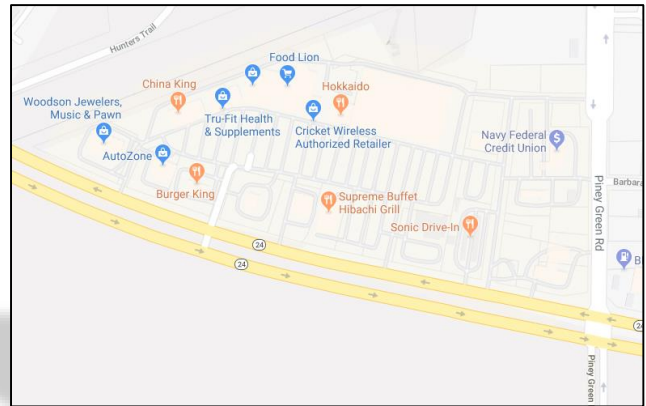 Hunters Trail
Food Lion
China King
Hokkaido
Woodson Jewelers,
Music & Pawn
Tru-Fit Health
& Supplements
Cricket Wireless
Authorized Retailer
Navy Federal
Credit Union
AutoZone
Burger King
Supreme Buffet
Hibachi Grill
Sonic Drive-In
Piney Green Rd
Barbara
B
24
24
24
Piney Green